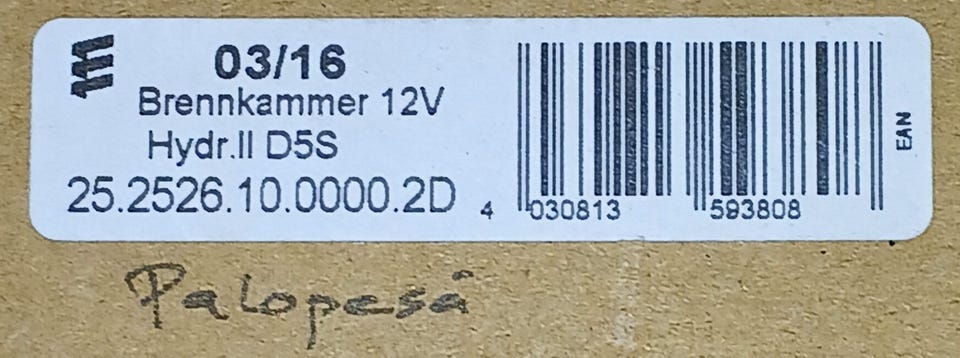 03/16
Brennkammer 12V
Hydr.II D5S
25.2526.10.0000.2D
4 030813 593808
EAN
Palopesä